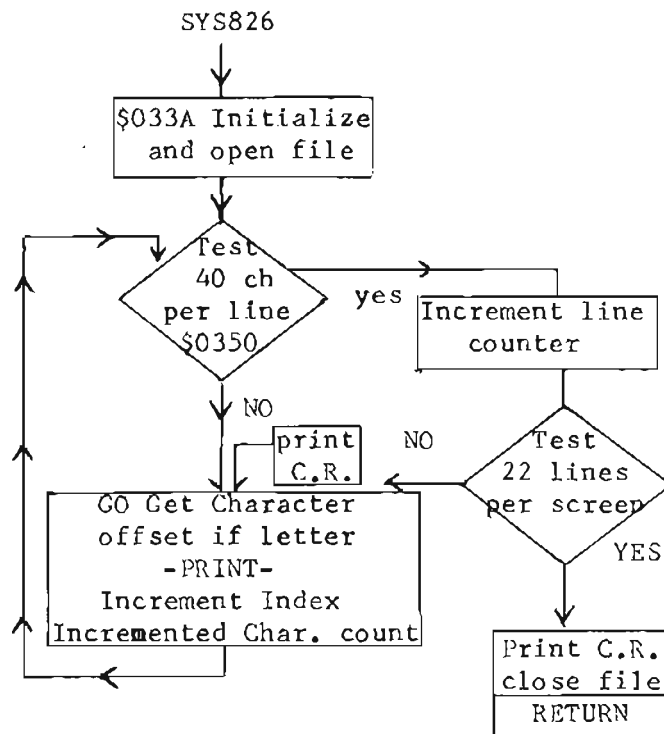 SYS826
$033A Initialize
and open file
Test
40 ch
per line
$0350
yes
Increment line
counter
NO
print
C.R.
NO
Test
22 lines
per screen
YES
GO Get Character
offset if letter
-PRINT-
Increment Index
Incremented Char. count
Print C.R.
close file
RETURN